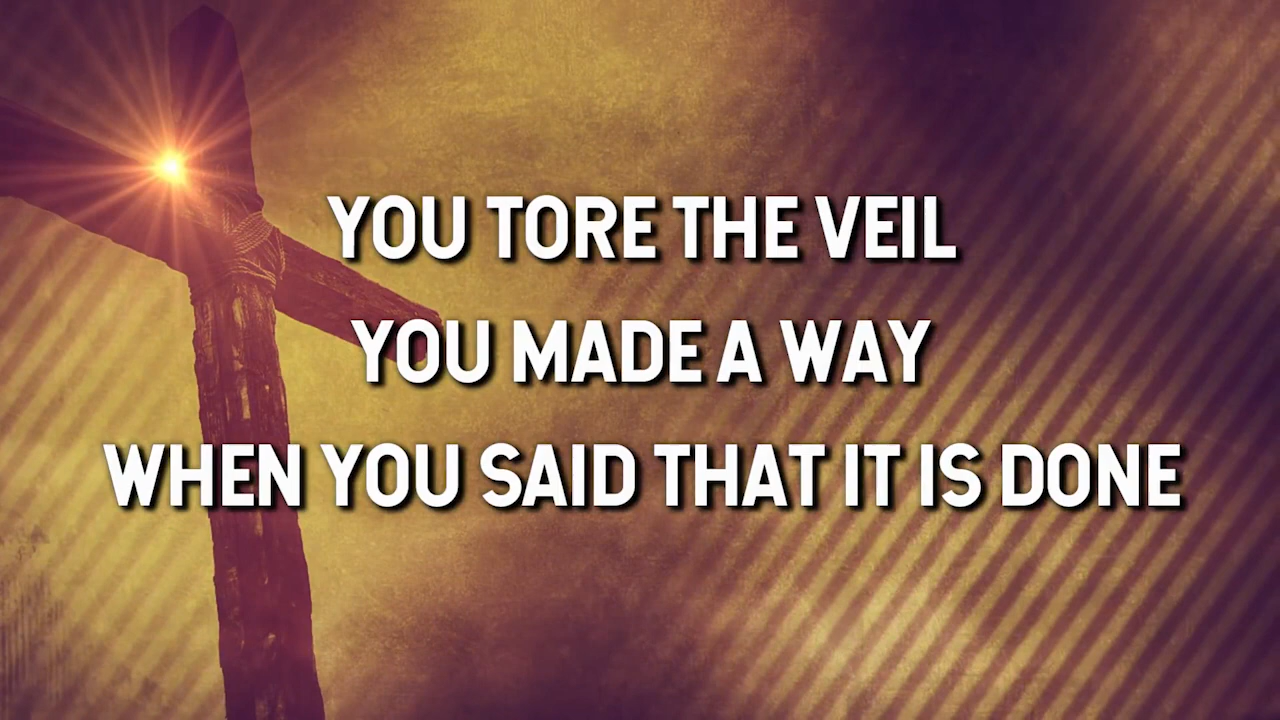 YOU TORE THE VEIL
YOU MADE A WAY
WHEN YOU SAID THAT IT IS DONE